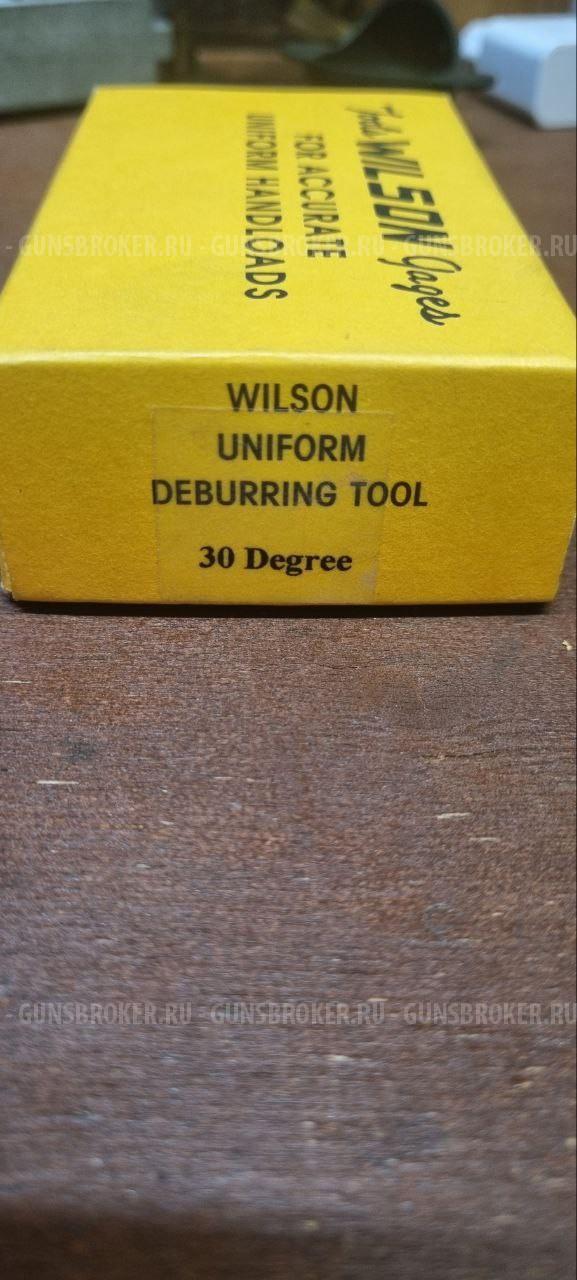 Tools WILSON Gages
FOR ACCURATE
UNIFORM HANDLOADS
- GUNSBROKER.RU - GUNSBROKER.RU - GUNSBROKER.RU
WILSON
UNIFORM
DEBURRING TOOL
30 Degree
- GUNSBROKER.RU - GUNSBROKER.RU - GUNSBROKER.RU